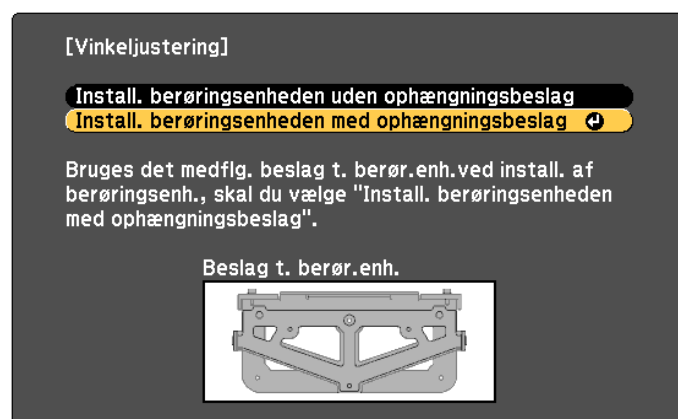 [Vinkeljustering]
Install. berøringsenheden uden ophængningsbeslag
Install. berøringsenheden med ophængningsbeslag
Bruges det medflg. beslag t. berør.enh.ved install. af
berøringsenh., skal du vælge "Install. berøringsenheden
med ophængningsbeslag".
Beslag t. berør.enh.